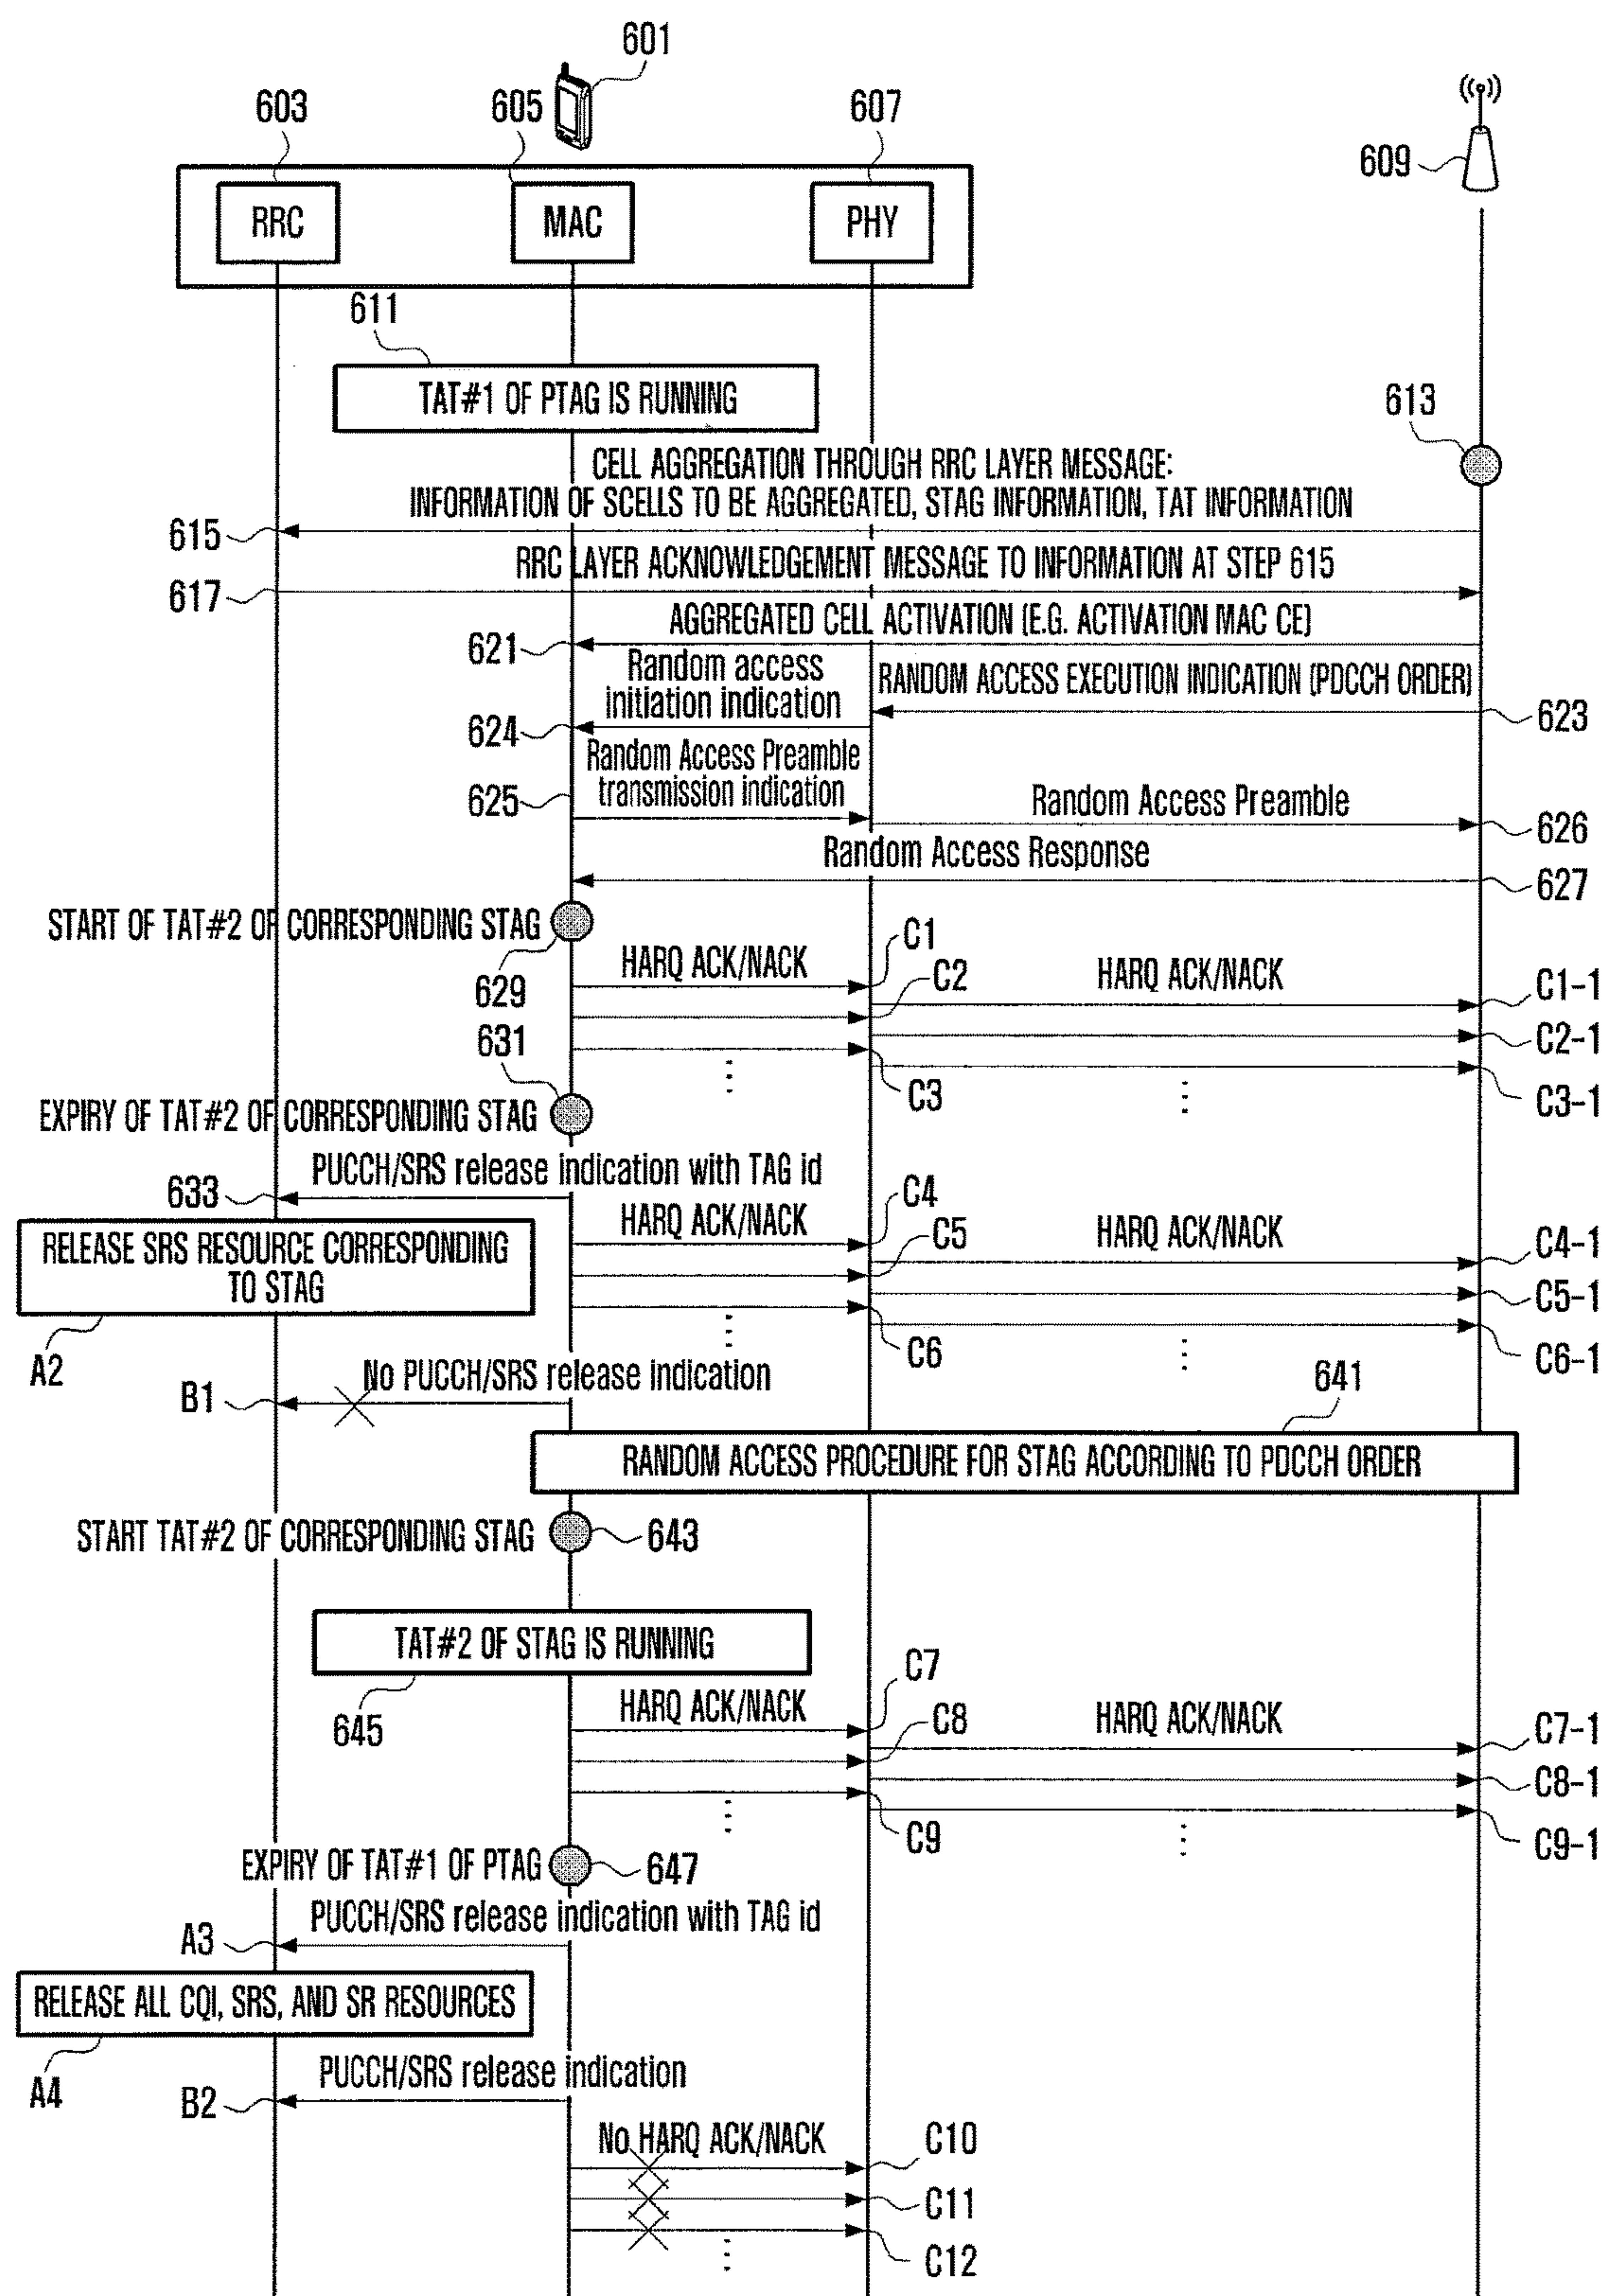 601
603
605
607
609
RRC
MAC
PHY
611
TAT#1 OF PTAG IS RUNNING
613
CELL AGGREGATION THROUGH RRC LAYER MESSAGE:
INFORMATION OF SCELLS TO BE AGGREGATED, STAG INFORMATION, TAT INFORMATION
615
RRC LAYER ACKNOWLEDGEMENT MESSAGE TO INFORMATION AT STEP 615
617
AGGREGATED CELL ACTIVATION (E.G. ACTIVATION MAC CE)
621
Random access
initiation indication
RANDOM ACCESS EXECUTION INDICATION (PDCCH ORDER)
624
623
Random Access Preamble
transmission indication
625
Random Access Preamble
626
Random Access Response
627
START OF TAT#2 OF CORRESPONDING STAG
629
HARQ ACK/NACK
C1
C2
HARQ ACK/NACK
C1-1
C2-1
631
C3
C3-1
EXPIRY OF TAT#2 OF CORRESPONDING STAG
PUCCH/SRS release indication with TAG id
633
HARQ ACK/NACK
C4
C5
HARQ ACK/NACK
C4-1
C5-1
RELEASE SRS RESOURCE CORRESPONDING
TO STAG
A2
C6
C6-1
No PUCCH/SRS release indication
B1
641
RANDOM ACCESS PROCEDURE FOR STAG ACCORDING TO PDCCH ORDER
START TAT#2 OF CORRESPONDING STAG
643
TAT#2 OF STAG IS RUNNING
645
HARQ ACK/NACK
C7
C8
HARQ ACK/NACK
C7-1
C8-1
C9
C9-1
EXPIRY OF TAT#1 OF PTAG
647
PUCCH/SRS release indication with TAG id
A3
RELEASE ALL CQI, SRS, AND SR RESOURCES
A4
PUCCH/SRS release indication
B2
No HARQ ACK/NACK
C10
C11
C12